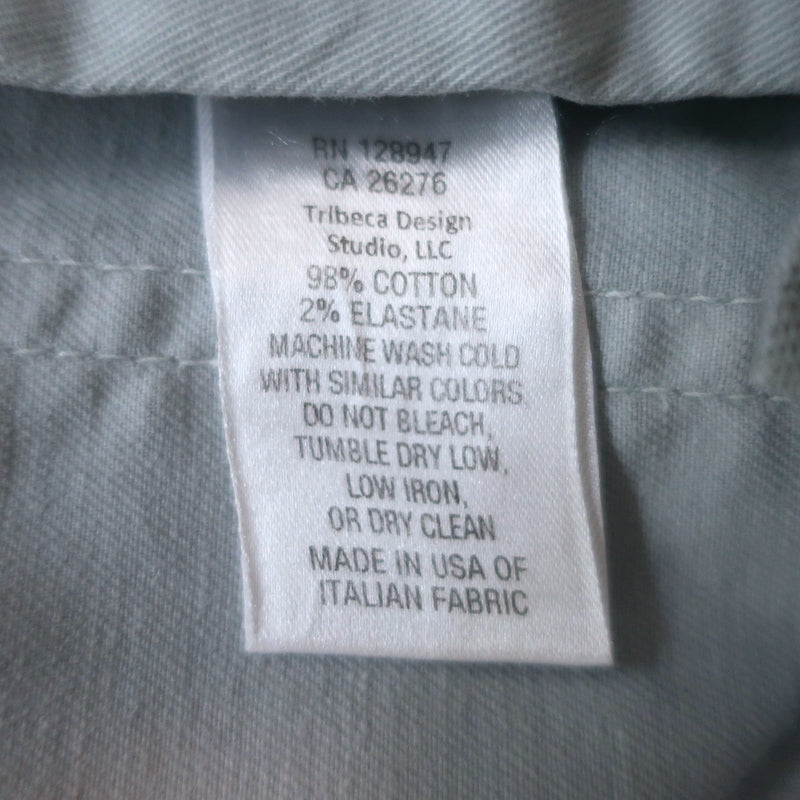 RN 128947
CA 26276
Tribeca Design
Studio, LLC
98% COTTON
2% ELASTANE
MACHINE WASH COLD
WITH SIMILAR COLORS
DO NOT BLEACH,
TUMBLE DRY LOW,
LOW IRON,
OR DRY CLEAN
MADE IN USA OF
ITALIAN FABRIC